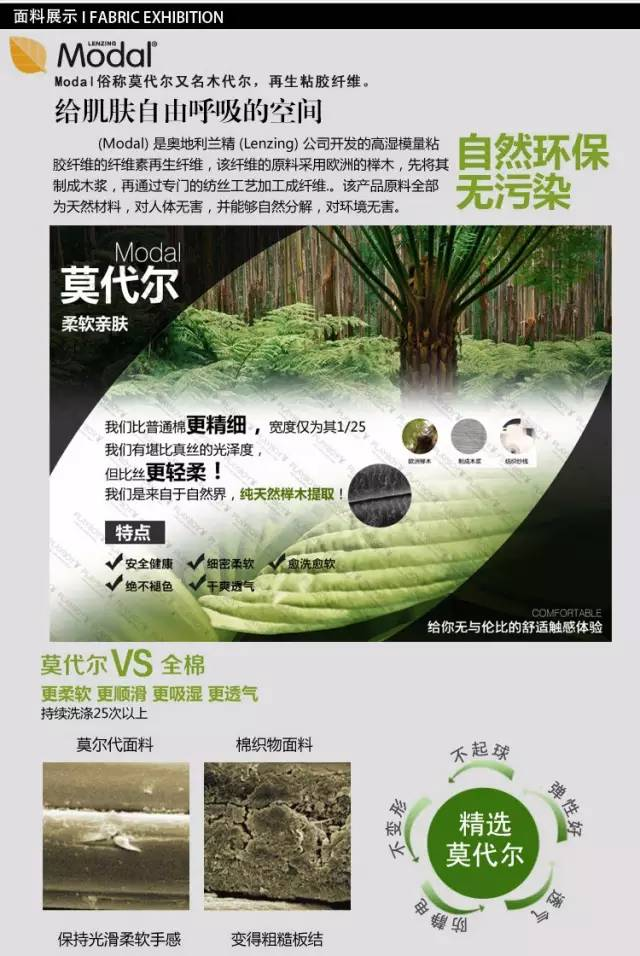 面料展示 I FABRIC EXHIBITION
LENZING
Modal®
Modal俗称莫代尔又名木代尔，再生粘胶纤维。
给肌肤自由呼吸的空间
(Modal) 是奥地利兰精 (Lenzing) 公司开发的高湿模量粘
胶纤维的纤维素再生纤维，该纤维的原料采用欧洲的榉木，先将其
制成木浆，再通过专门的纺丝工艺加工成纤维.。该产品原料全部
为天然材料，对人体无害，并能够自然分解，对环境无害。
自然环保
无污染
Modal
莫代尔
柔软亲肤
我们比普通棉更精细，宽度仅为其1/25
我们有堪比真丝的光泽度，
但比丝更轻柔！
我们是来自于自然界，纯天然榉木提取！
欧洲榉木 制成木浆 纺织纱线
特点
安全健康 细密柔软 愈洗愈软
绝不褪色 干爽透气
PLAYBOY
COMFORTABLE
给你无与伦比的舒适触感体验
莫代尔VS全棉
更柔软 更顺滑 更吸湿 更透气
持续洗涤25次以上
莫尔代面料 棉织物面料
保持光滑柔软手感 变得粗糙板结
不起球
弹性好
透气
防静电
不变形
精选
莫代尔